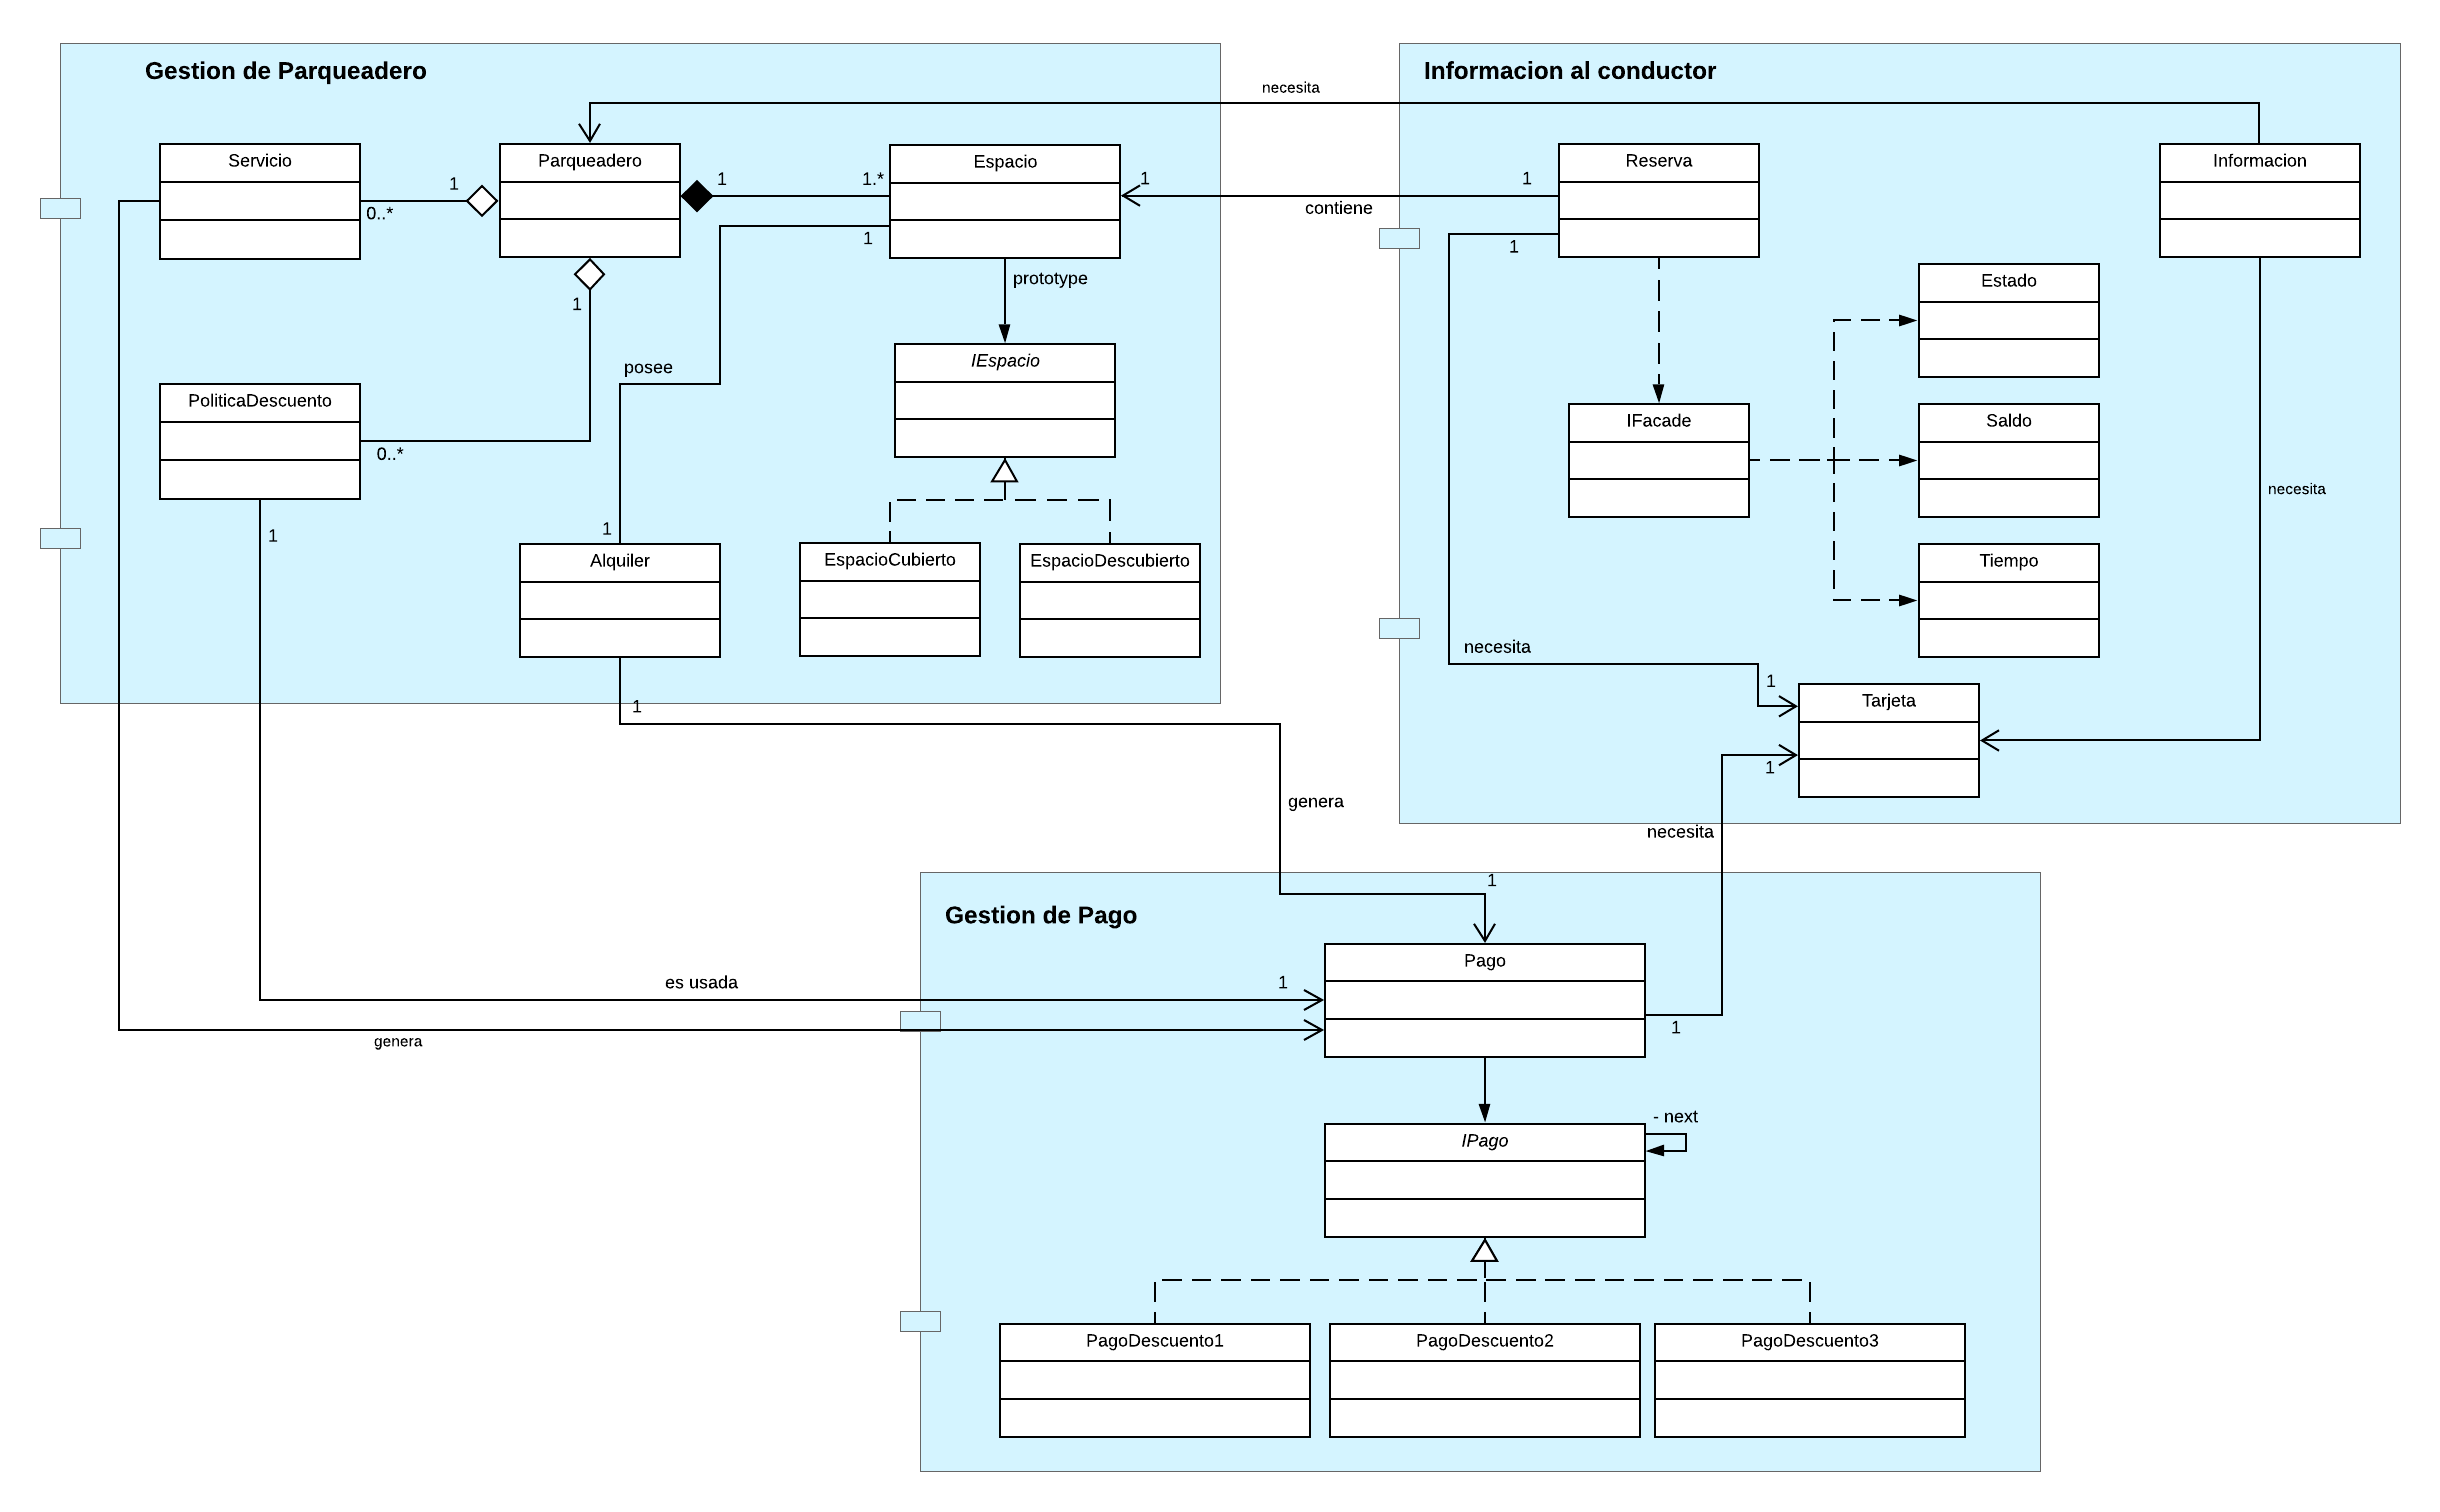 Gestion de Parqueadero
Servicio
1
0..*
Parqueadero
1
1
1.*
Espacio
1
prototype
posee
IEspacio
PoliticaDescuento
0..*
1
1
Alquiler
EspacioCubierto
EspacioDescubierto
1
necesita
1
contiene
Informacion al conductor
1
Reserva
1
Informacion
Estado
IFacade
Saldo
necesita
Tiempo
necesita
1
Tarjeta
1
genera
necesita
Gestion de Pago
1
Pago
es usada
1
genera
1
- next
IPago
PagoDescuento1
PagoDescuento2
PagoDescuento3